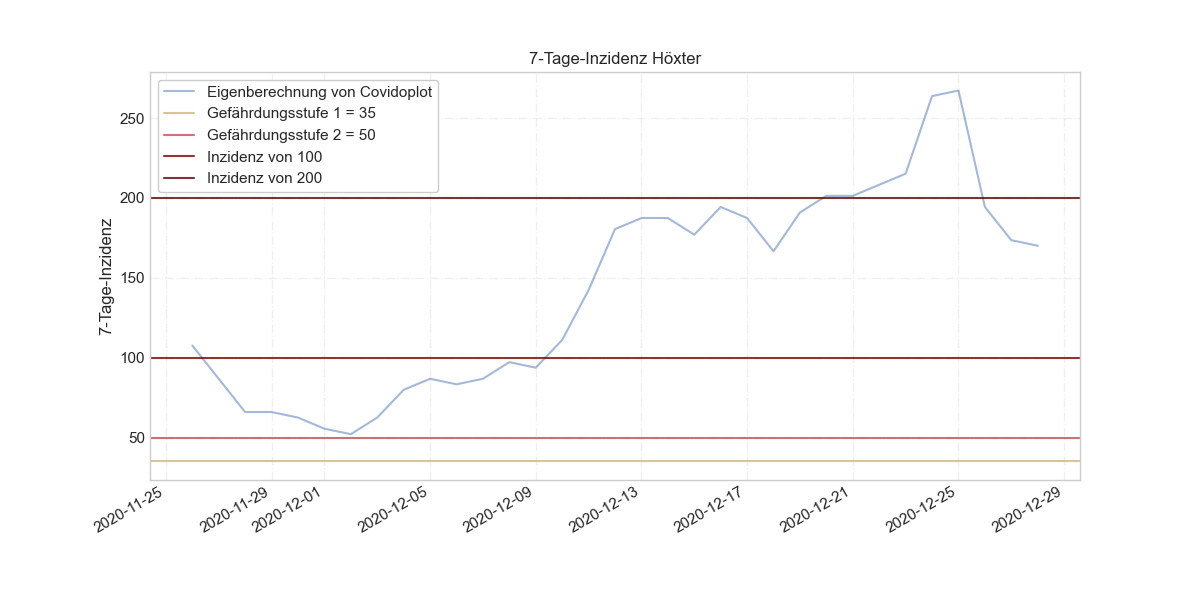 7-Tage-Inzidenz Höxter
Eigenberechnung von Covidoplot
Gefährdungsstufe 1 = 35
Gefährdungsstufe 2 = 50
Inzidenz von 100
Inzidenz von 200
7-Tage-Inzidenz
250
200
150
100
50
2020-11-25
2020-11-29
2020-12-01
2020-12-05
2020-12-09
2020-12-13
2020-12-17
2020-12-21
2020-12-25
2020-12-29